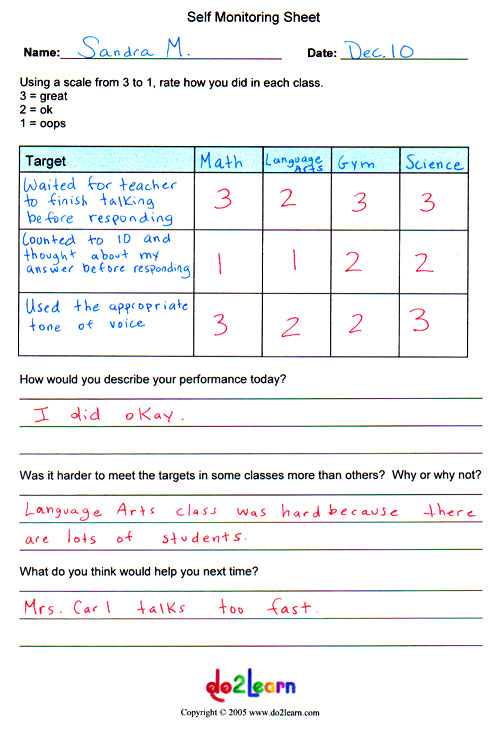 Self Monitoring Sheet
Name: Sandra M. Date: Dec. 10
Using a scale from 3 to 1, rate how you did in each class.
3 = great
2 = ok
1 = oops
Target Math Language Arts Gym Science
Waited for teacher
to finish talking
before responding
3 2 3 3
Counted to 10 and
thought about my
answer before responding
1 1 2 2
Used the appropriate
tone of voice
3 2 2 3
How would you describe your performance today?
I did okay.
Was it harder to meet the targets in some classes more than others? Why or why not?
Language Arts class was hard because there
are lots of students.
What do you think would help you next time?
Mrs. Carl talks too fast.
do2Learn
Copyright © 2005 www.do2learn.com